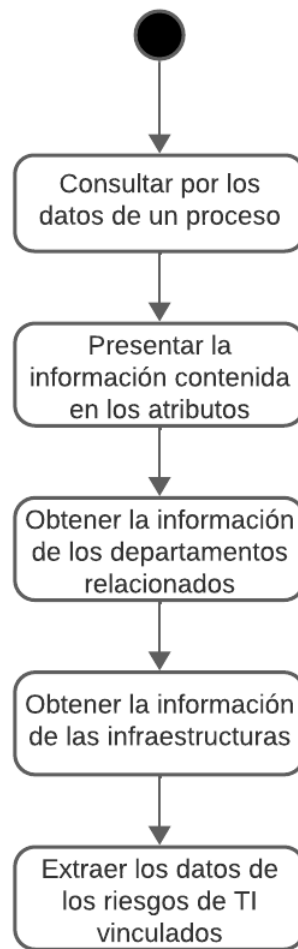 Consultar por los
datos de un proceso
Presentar la
información contenida
en los atributos
Obtener la información
de los departamentos
relacionados
Obtener la información
de las infraestructuras
Extraer los datos de
los riesgos de TI
vinculados